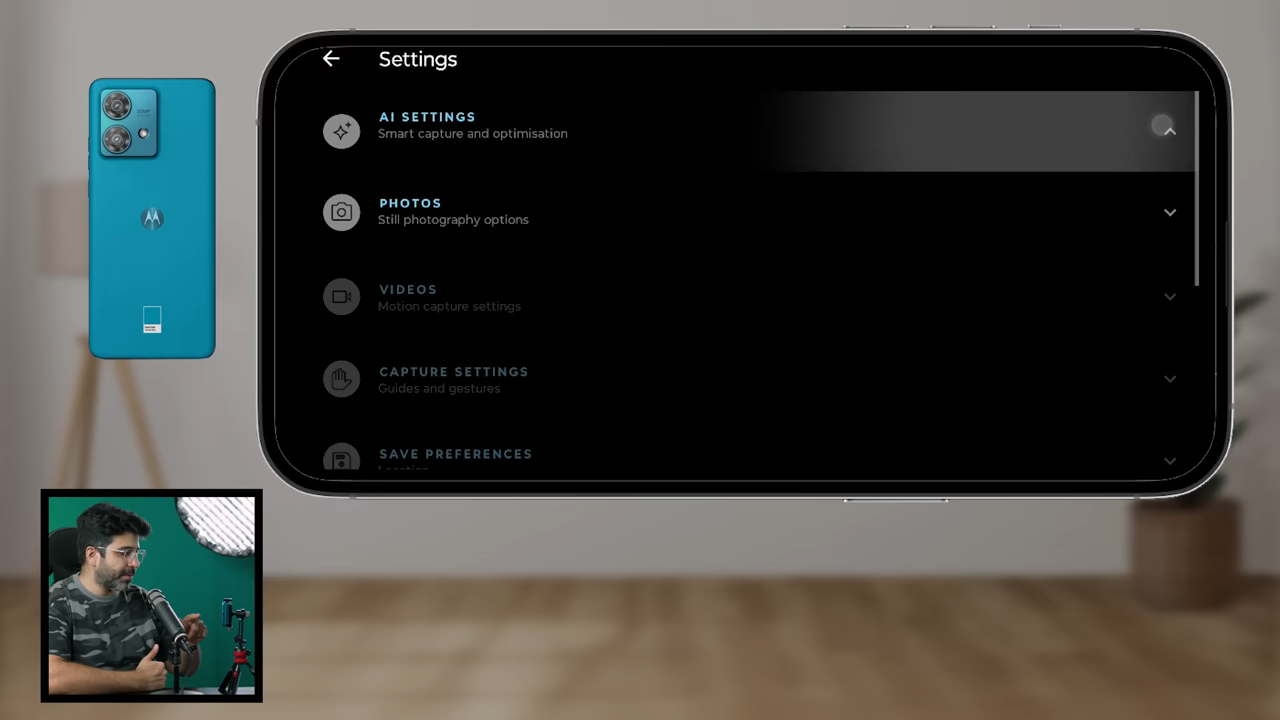 Settings
AI SETTINGS
Smart capture and optimisation
PHOTOS
Still photography options
VIDEOS
Motion capture settings
CAPTURE SETTINGS
Guides and gestures
SAVE PREFERENCES
Location